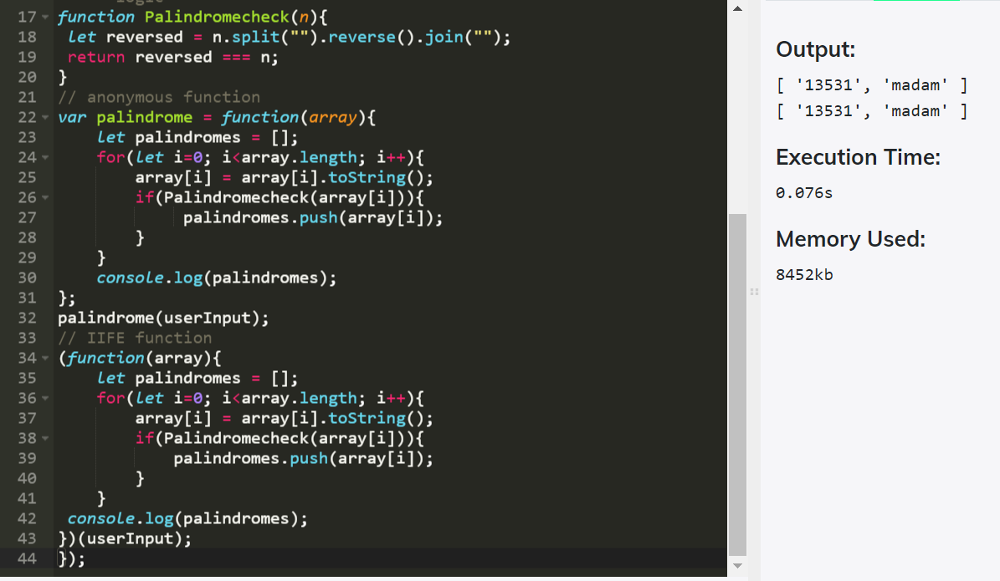 logic
17 function Palindromecheck(n){
18 let reversed = n.split("").reverse().join("");
19 return reversed === n;
20 }
21 // anonymous function
22 var palindrome = function(array){
23 let palindromes = [];
24 for(let i=0; i<array.length; i++){
25 array[i] = array[i].toString();
26 if(Palindromecheck(array[i])){
27 palindromes.push(array[i]);
28 }
29 }
30 console.log(palindromes);
31 };
32 palindrome(userInput);
33 // IIFE function
34 (function(array){
35 let palindromes = [];
36 for(let i=0; i<array.length; i++){
37 array[i] = array[i].toString();
38 if(Palindromecheck(array[i])){
39 palindromes.push(array[i]);
40 }
41 }
42 console.log(palindromes);
43 })(userInput);
44 });
Output:
[ '13531', 'madam' ]
[ '13531', 'madam' ]
Execution Time:
0.076s
Memory Used:
8452kb